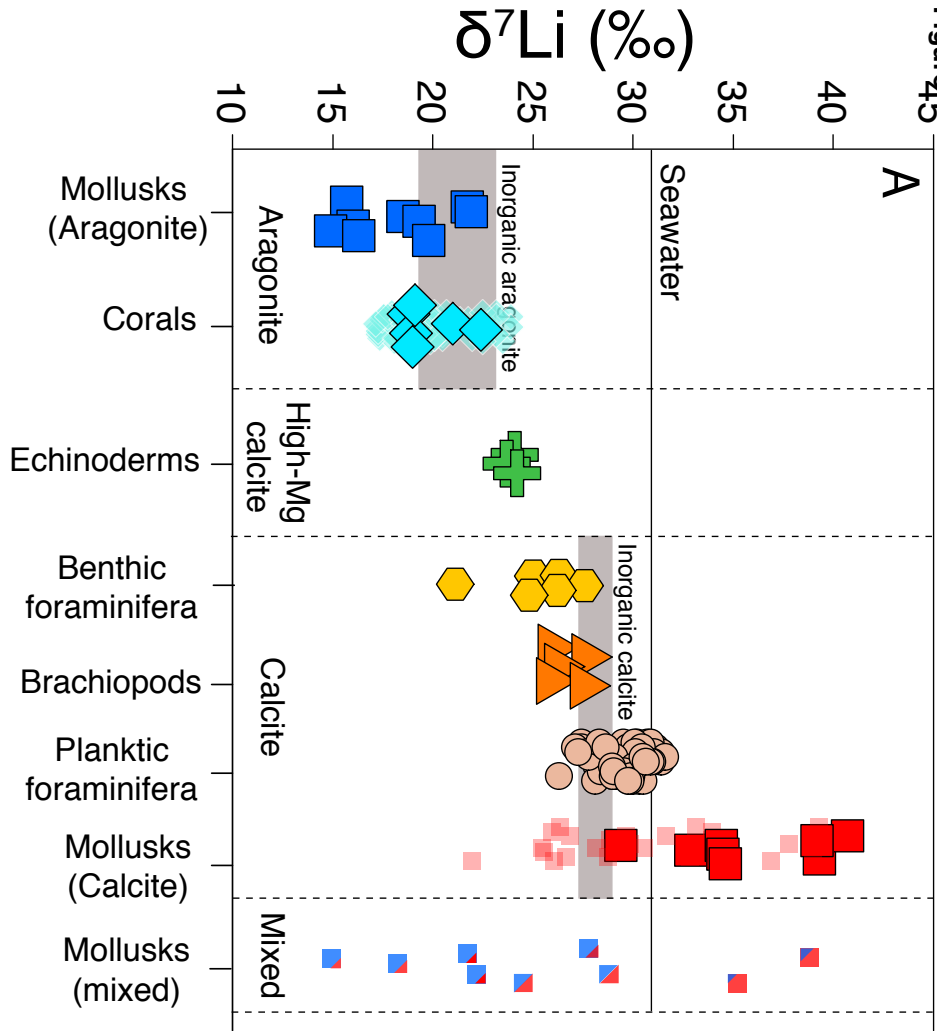 Figure
δ⁷Li (‰)
10
15
20
25
30
35
40
45
A
Seawater
Inorganic aragonite
Aragonite
Mollusks
(Aragonite)
Corals
High-Mg
calcite
Echinoderms
Inorganic calcite
Calcite
Benthic
foraminifera
Brachiopods
Planktic
foraminifera
Mollusks
(Calcite)
Mixed
Mollusks
(mixed)